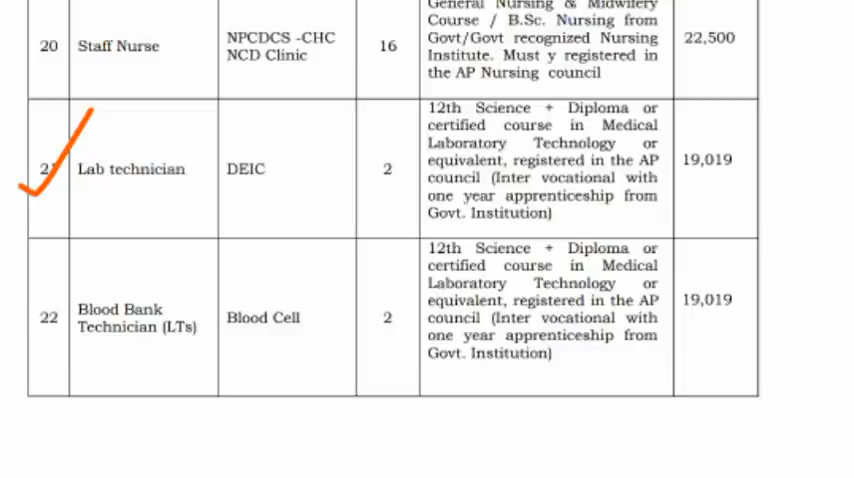 General Nursing & Midwifery
Course / B.Sc. Nursing from
20 Staff Nurse NPCDCS -CHC NCD Clinic 16 Govt/Govt recognized Nursing 22,500
Institute. Must y registered in
the AP Nursing council
12th Science + Diploma or
certified course in Medical
Laboratory Technology or
21 Lab technician DEIC 2 equivalent, registered in the AP 19,019
council (Inter vocational with
one year apprenticeship from
Govt. Institution)
12th Science + Diploma or
certified course in Medical
Laboratory Technology or
equivalent, registered in the AP 19,019
22 Blood Bank Technician (LTs) Blood Cell 2 council (Inter vocational with
one year apprenticeship from
Govt. Institution)